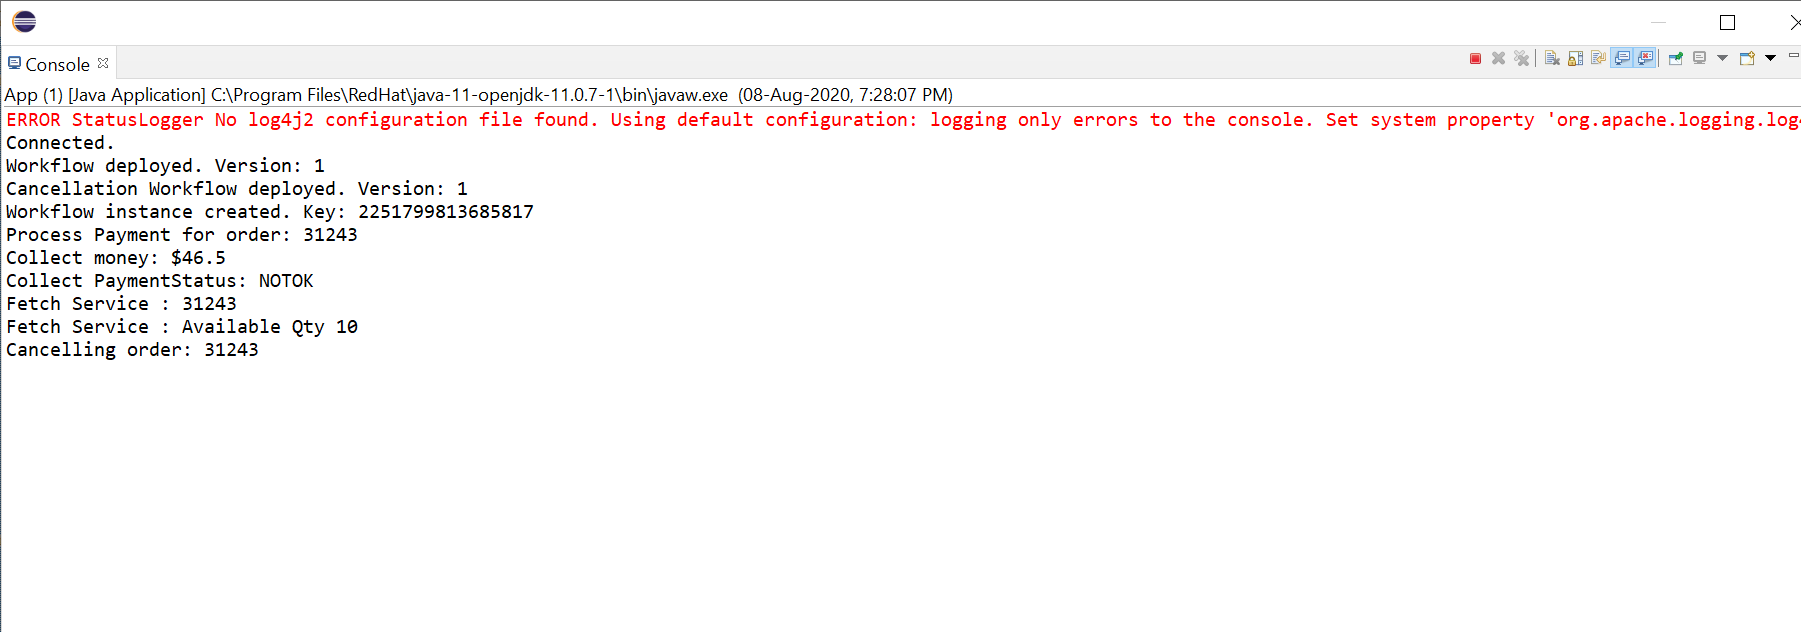 Console
App (1) [Java Application] C:\Program Files\RedHat\java-11-openjdk-11.0.7-1\bin\javaw.exe (08-Aug-2020, 7:28:07 PM)
ERROR StatusLogger No log4j2 configuration file found. Using default configuration: logging only errors to the console. Set system property 'org.apache.logging.log4
Connected.
Workflow deployed. Version: 1
Cancellation Workflow deployed. Version: 1
Workflow instance created. Key: 2251799813685817
Process Payment for order: 31243
Collect money: $46.5
Collect PaymentStatus: NOTOK
Fetch Service : 31243
Fetch Service : Available Qty 10
Cancelling order: 31243